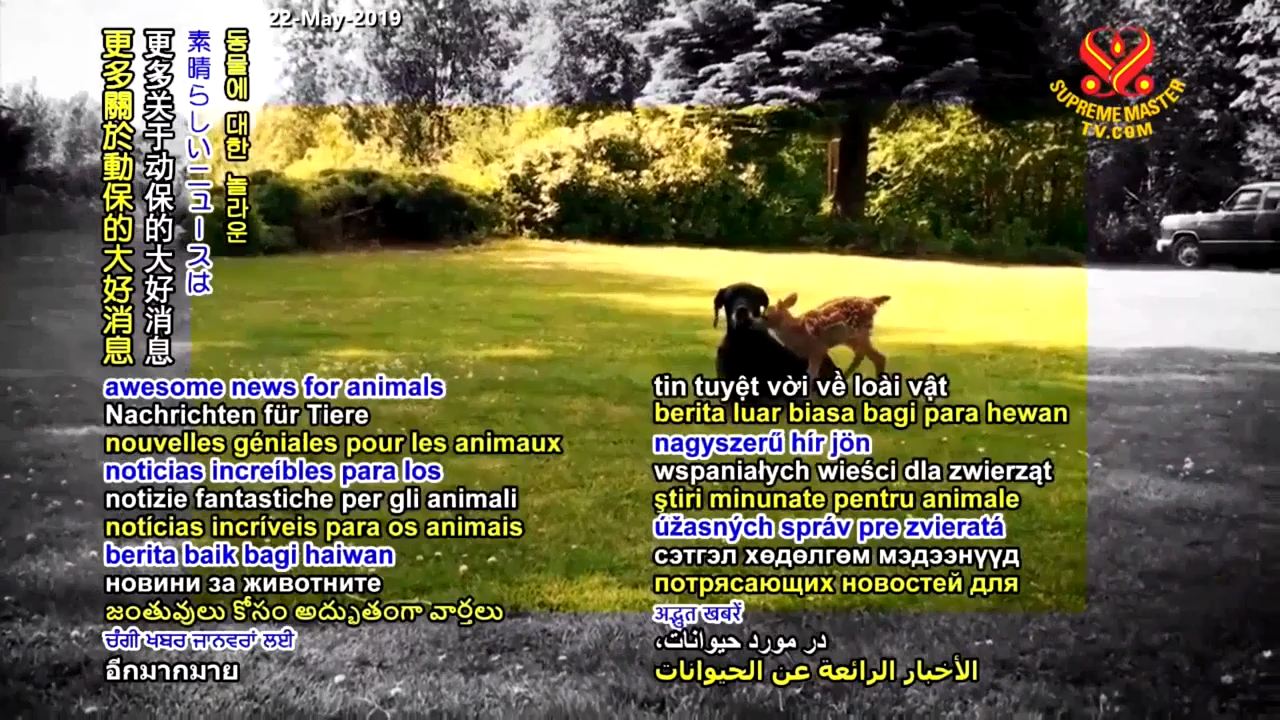 22-May-2019
SUPREME MASTER
TV.COM
동물에 대한 놀라운
素晴らしいニュースは
更多关于动保的大好消息
更多關於動保的大好消息
awesome news for animals
Nachrichten für Tiere
nouvelles géniales pour les animaux
noticias increíbles para los
notizie fantastiche per gli animali
notícias incríveis para os animais
berita baik bagi haiwan
новини за животните
జంతువులు కోసం అద్భుతంగా వార్తలు
ਚੰਗੀ ਖਬਰ ਜਾਨਵਰਾਂ ਲਈ
อีกมากมาย
tin tuyệt vời về loài vật
berita luar biasa bagi para hewan
nagyszerű hír jön
wspaniałych wieści dla zwierząt
ştiri minunate pentru animale
úžasných správ pre zvieratá
сэтгэл хөдөлгөм мэдээнүүд
потрясающих новостей для
अद्भुत खबरें
در مورد حیوانات،
الأخبار الرائعة عن الحيوانات